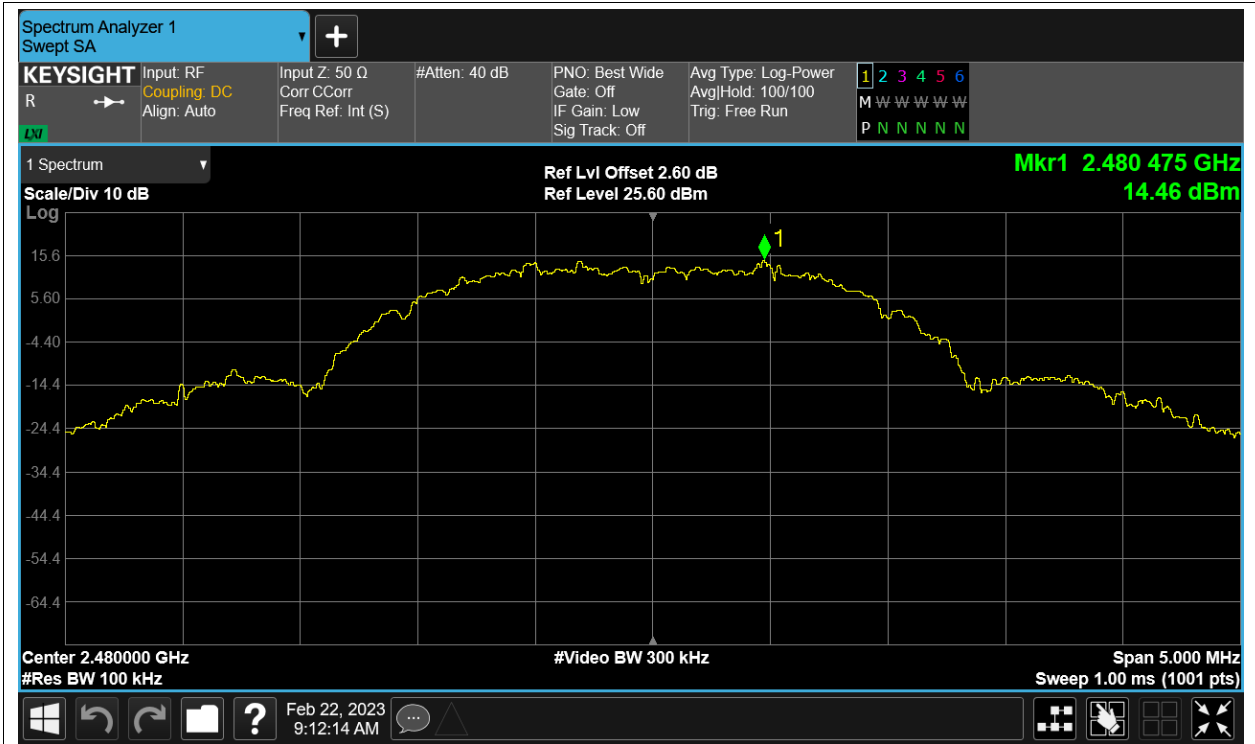 Spectrum Analyzer 1
Swept SA
KEYSIGHT
R
LXI
Input: RF
Coupling: DC
Align: Auto
Input Z: 50 Ω
Corr CCorr
Freq Ref: Int (S)
#Atten: 40 dB
PNO: Best Wide
Gate: Off
IF Gain: Low
Sig Track: Off
Avg Type: Log-Power
Avg|Hold: 100/100
Trig: Free Run
1 2 3 4 5 6
M W W W W W
P N N N N N
1 Spectrum
Scale/Div 10 dB
Log
Ref Lvl Offset 2.60 dB
Ref Level 25.60 dBm
Mkr1 2.480 475 GHz
14.46 dBm
1
15.6
5.60
-4.40
-14.4
-24.4
-34.4
-44.4
-54.4
-64.4
Center 2.480000 GHz
#Res BW 100 kHz
#Video BW 300 kHz
Span 5.000 MHz
Sweep 1.00 ms (1001 pts)
?
Feb 22, 2023
9:12:14 AM